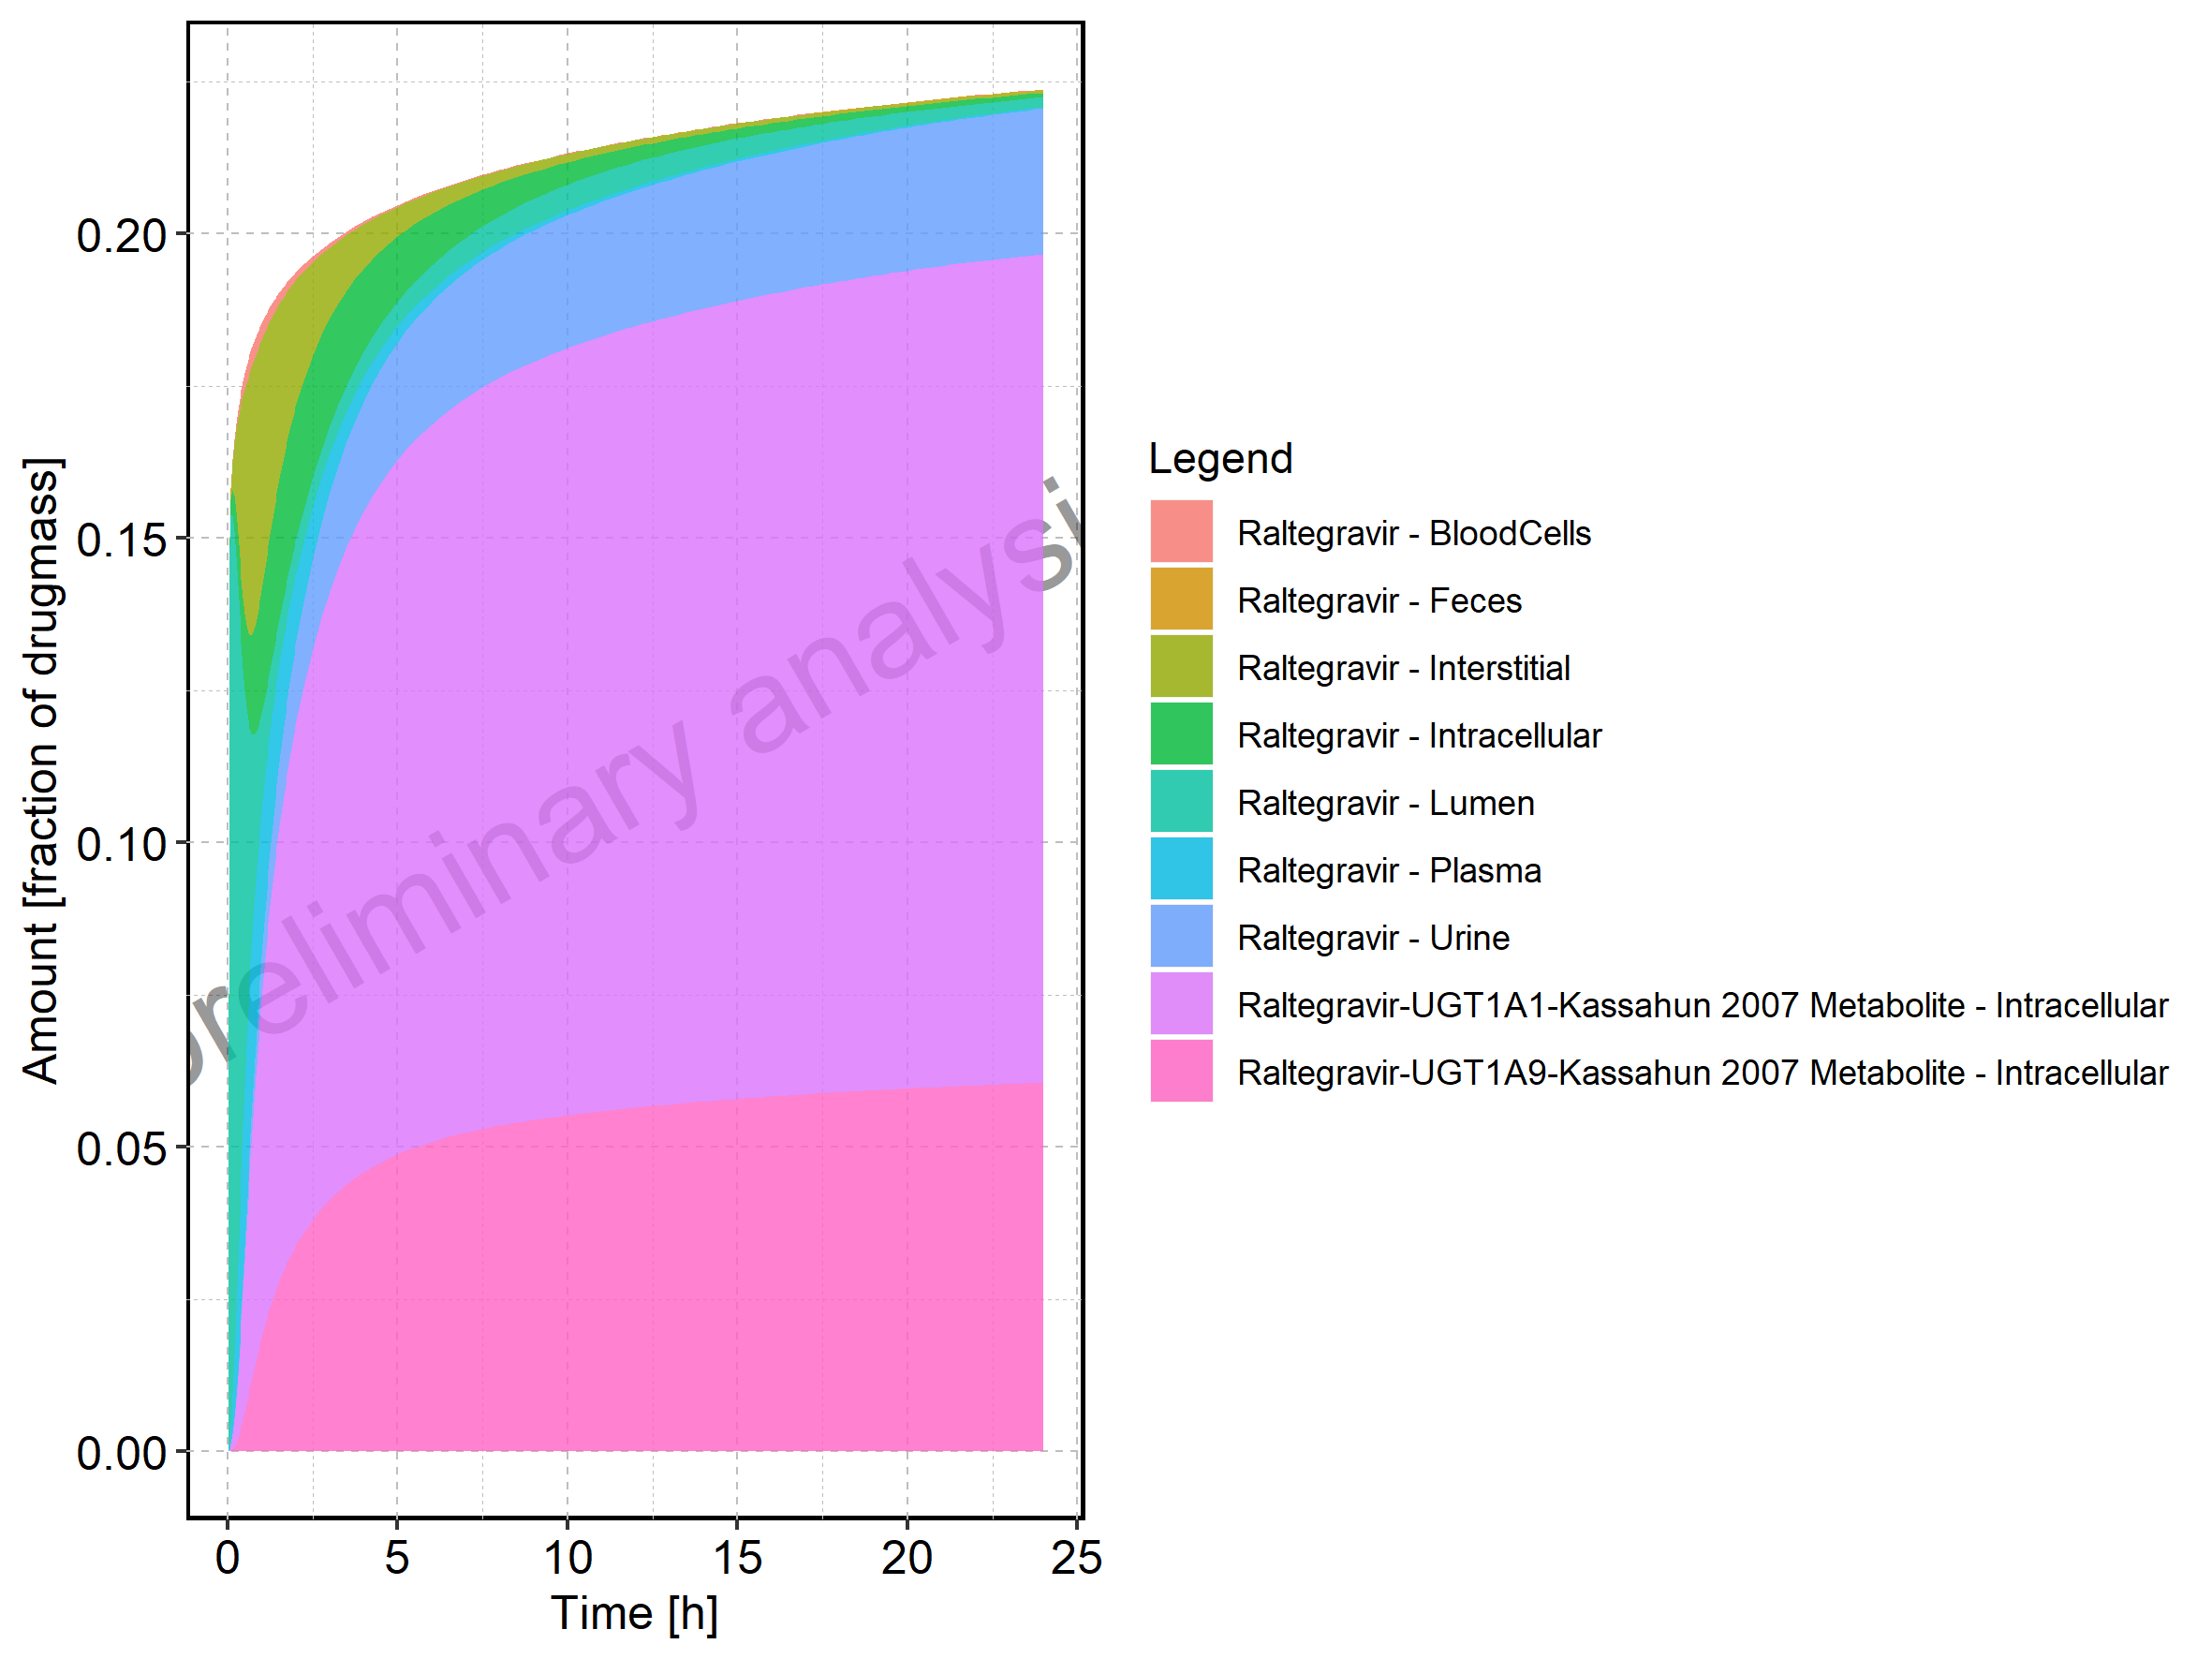 0.20
0.15
0.10
0.05
0.00
0 5 10 15 20 25
Time [h]
Amount [fraction of drugmass]
preliminary analysis
Legend
Raltegravir - BloodCells
Raltegravir - Feces
Raltegravir - Interstitial
Raltegravir - Intracellular
Raltegravir - Lumen
Raltegravir - Plasma
Raltegravir - Urine
Raltegravir-UGT1A1-Kassahun 2007 Metabolite - Intracellular
Raltegravir-UGT1A9-Kassahun 2007 Metabolite - Intracellular